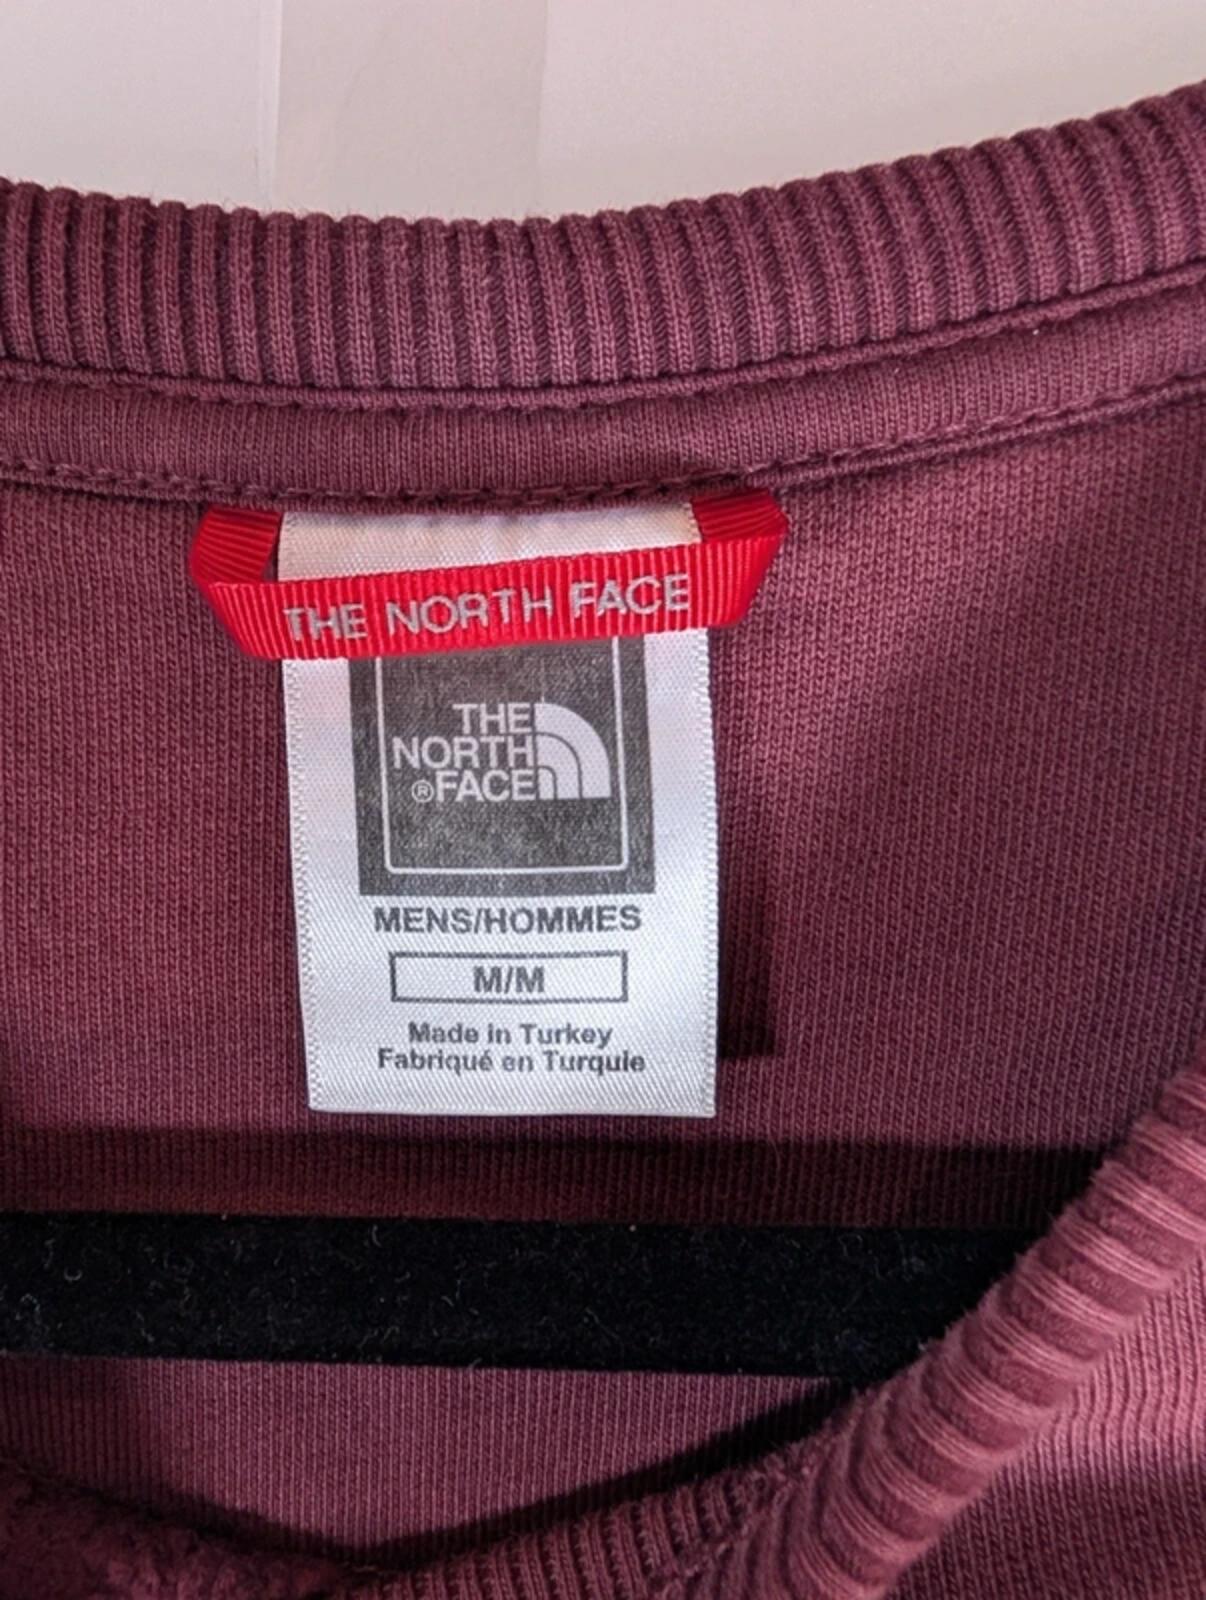 THE NORTH FACE
THE
NORTH
®FACE
MENS/HOMMES
M/M
Made in Turkey
Fabriqué en Turquie